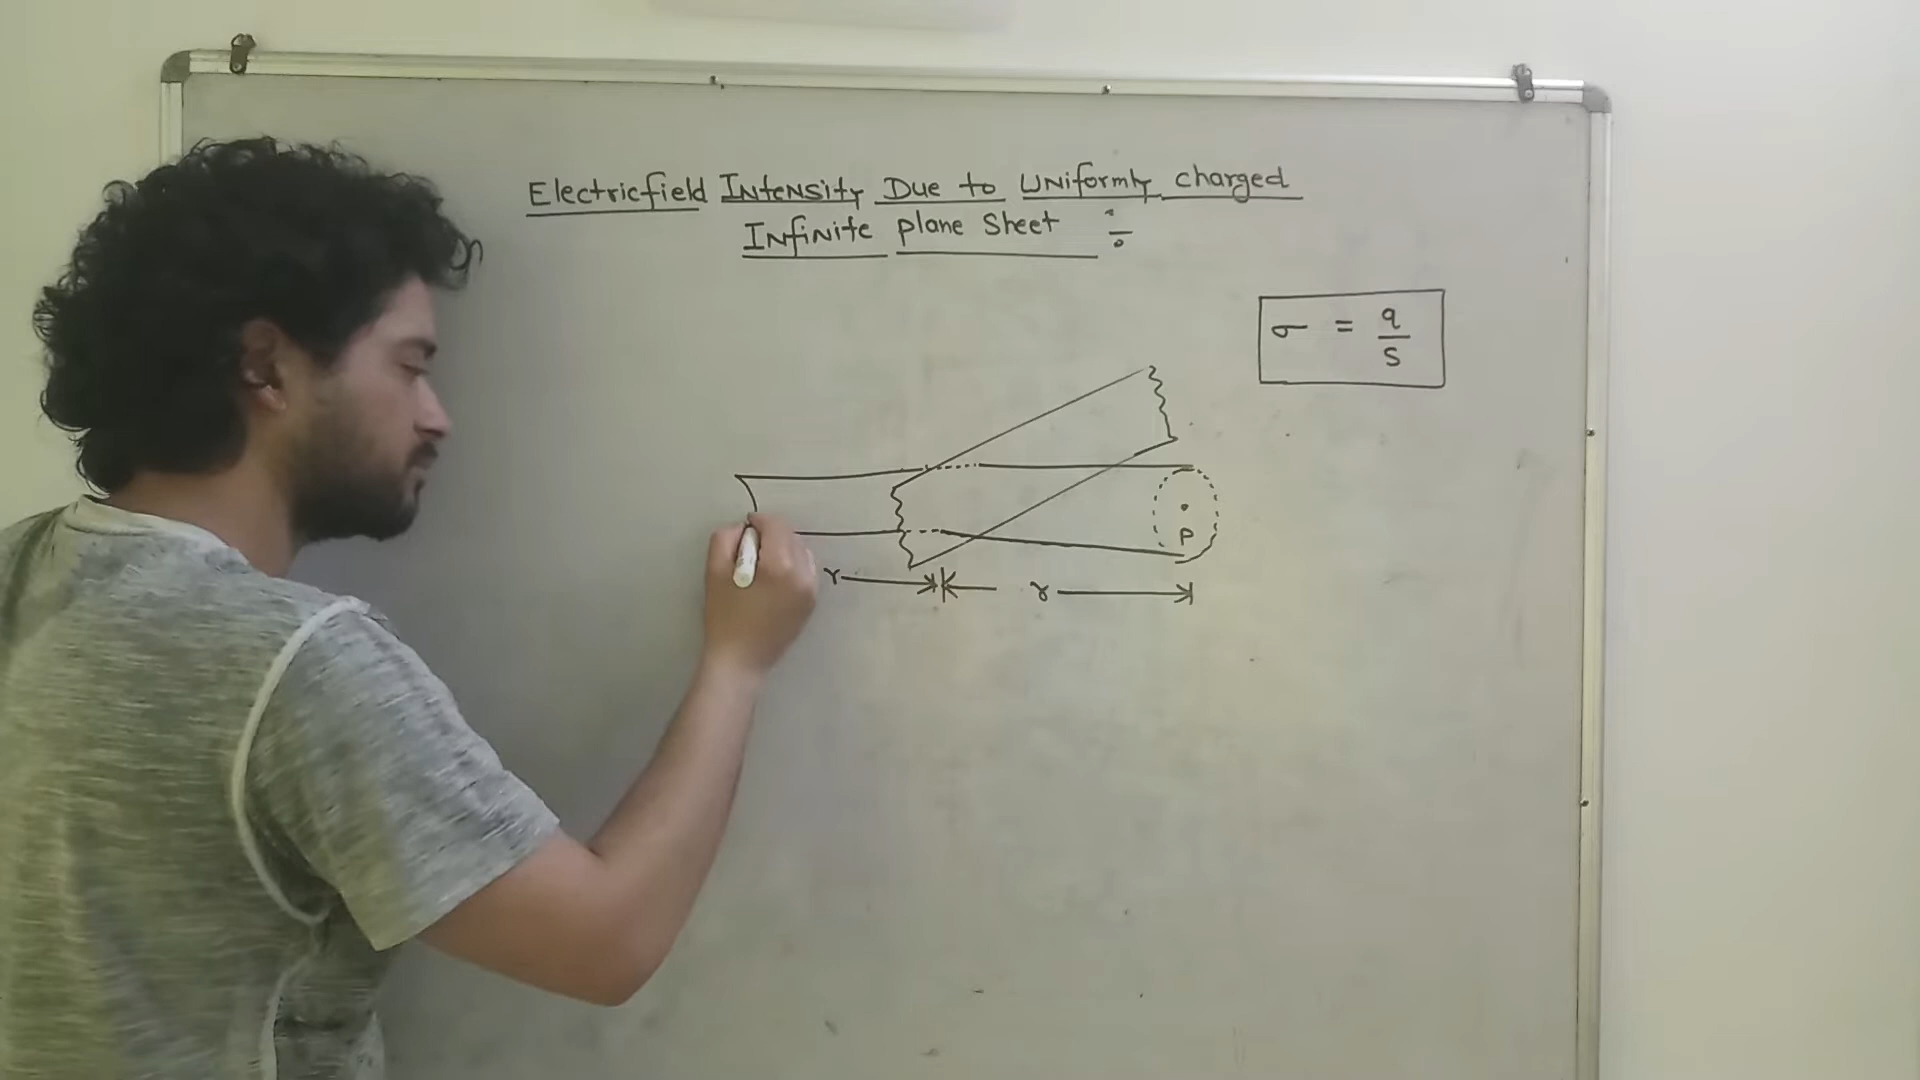 Electricfield Intensity Due to Uniformly charged
Infinite plane Sheet :-
σ = q/s
P
r r